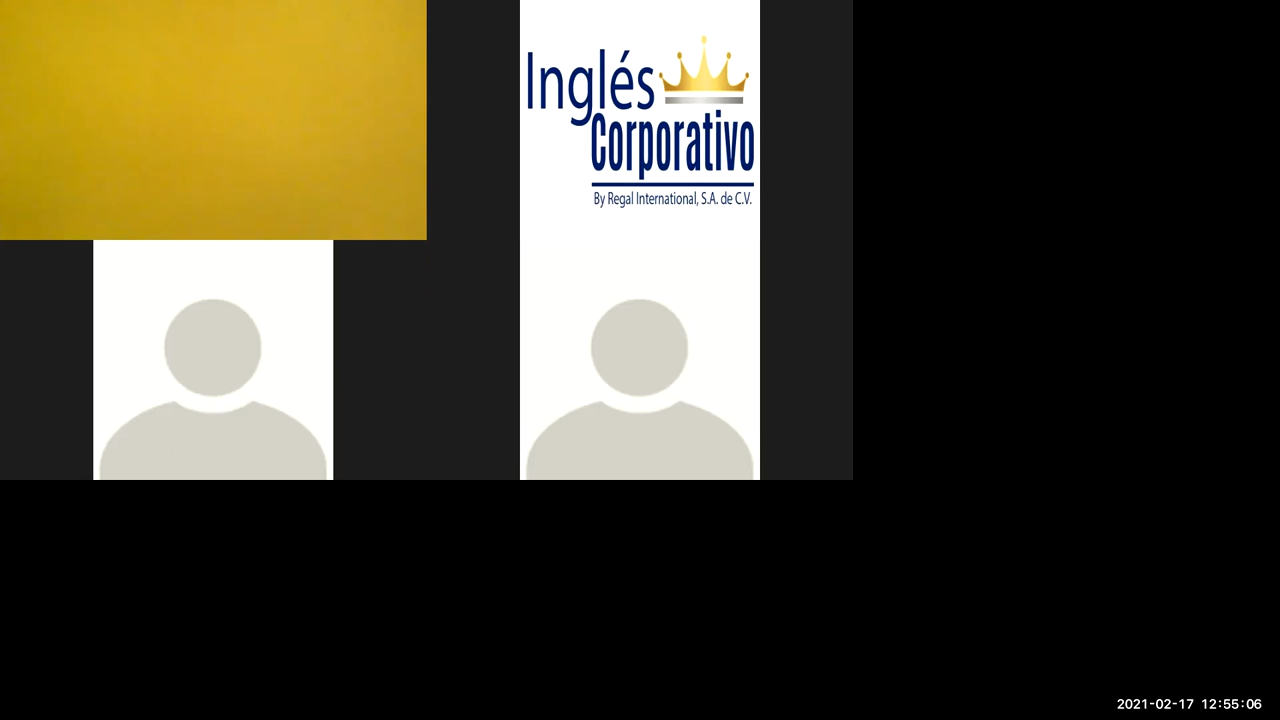 Inglés
Corporativo
By Regal International, S.A. de C.V.
2021-02-17 12:55:06